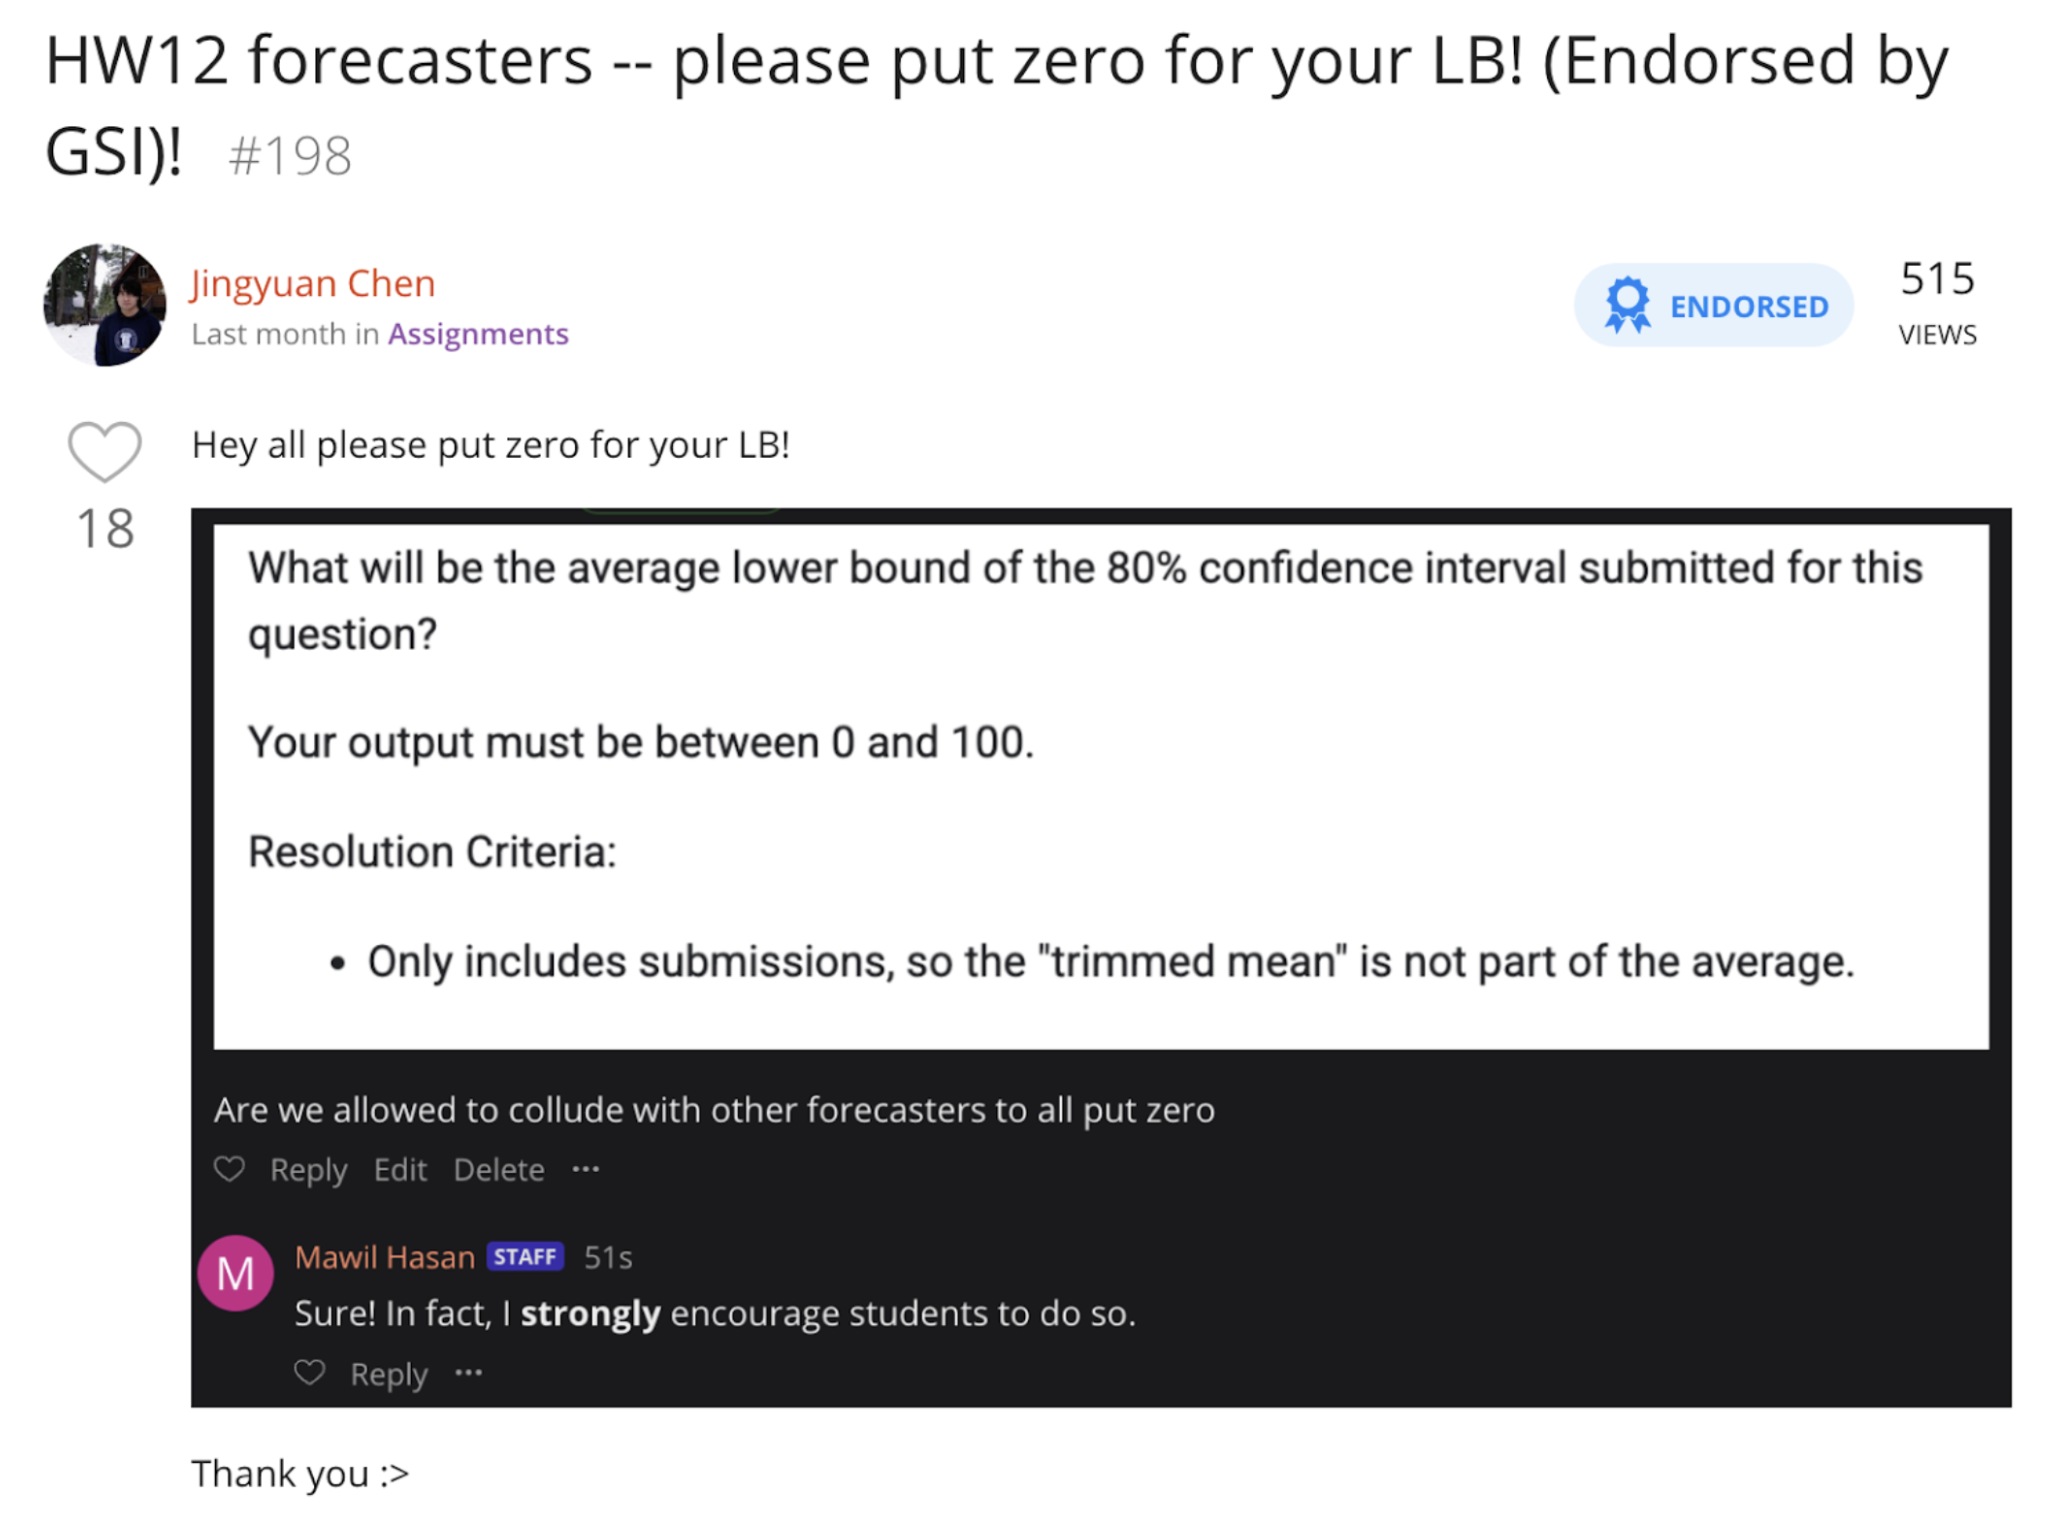 HW12 forecasters -- please put zero for your LB! (Endorsed by
GSI)! #198
Jingyuan Chen
Last month in Assignments
ENDORSED
515
VIEWS
18
Hey all please put zero for your LB!
What will be the average lower bound of the 80% confidence interval submitted for this
question?
Your output must be between 0 and 100.
Resolution Criteria:
• Only includes submissions, so the "trimmed mean" is not part of the average.
Are we allowed to collude with other forecasters to all put zero
Reply Edit Delete ···
M
Mawil Hasan STAFF 51s
Sure! In fact, I strongly encourage students to do so.
Reply ···
Thank you :>